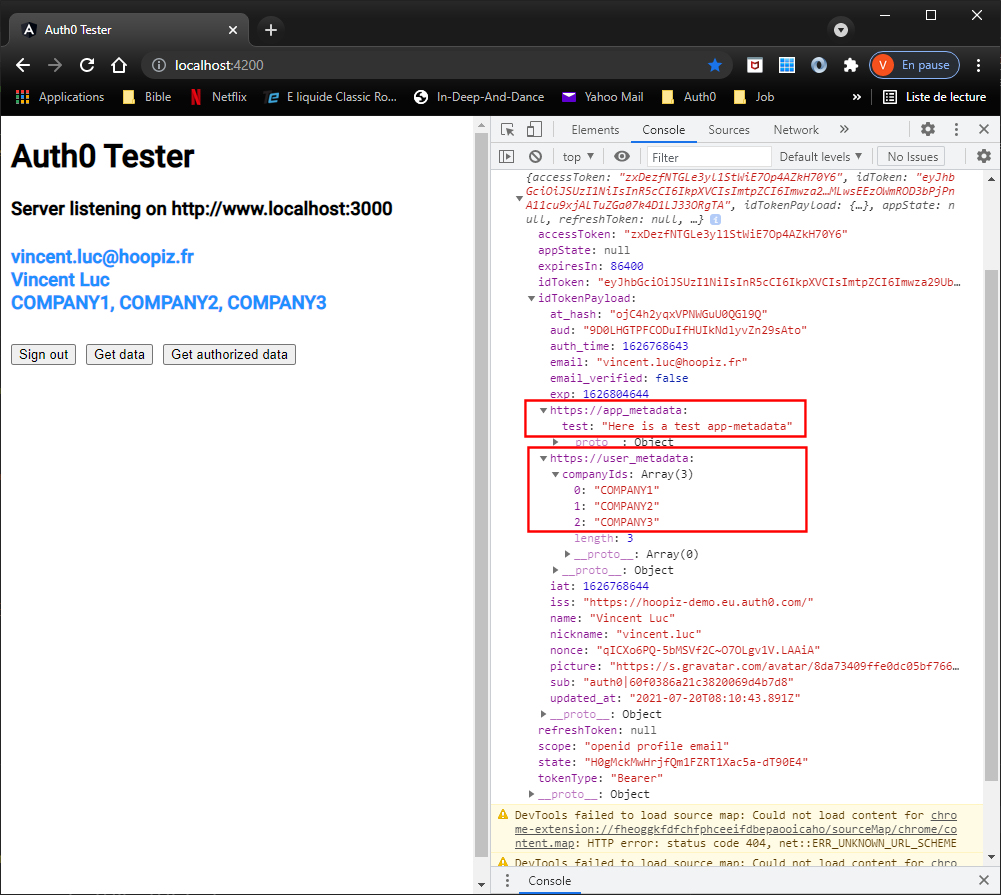 Auth0 Tester
localhost:4200
En pause
Applications
Bible
Netflix
E liquide Classic Ro...
In-Deep-And-Dance
Yahoo Mail
Auth0
Job
»
Liste de lecture
Auth0 Tester
Server listening on http://www.localhost:3000
vincent.luc@hoopiz.fr
Vincent Luc
COMPANY1, COMPANY2, COMPANY3
Sign out
Get data
Get authorized data
Elements
Console
Sources
Network
»
top
Filter
Default levels
No Issues
{accessToken: "zxDezfNTGLe3yl1StWiE7Op4AZkH70Y6", idToken: "eyJhb
GciOiJSUzI1NiIsInR5cCI6IkpXVCIsImtpZCI6Imwza2…MLwsEEzOWmROD3bPjPn
A11cu9xjALTuZGa07k4D1LJ33ORgTA", idTokenPayload: {…}, appState: n
ull, refreshToken: null, …}
accessToken: "zxDezfNTGLe3yl1StWiE7Op4AZkH70Y6"
appState: null
expiresIn: 86400
idToken: "eyJhbGciOiJSUzI1NiIsInR5cCI6IkpXVCIsImtpZCI6Imwza29Ub…
idTokenPayload:
at_hash: "ojC4h2yqxVPNWGuU0QGl9Q"
aud: "9D0LHGTPFCODuIfHUIkNdlyvZn29sAto"
auth_time: 1626768643
email: "vincent.luc@hoopiz.fr"
email_verified: false
exp: 1626804644
https://app_metadata:
test: "Here is a test app-metadata"
__proto__: Object
https://user_metadata:
companyIds: Array(3)
0: "COMPANY1"
1: "COMPANY2"
2: "COMPANY3"
length: 3
__proto__: Array(0)
__proto__: Object
iat: 1626768644
iss: "https://hoopiz-demo.eu.auth0.com/"
name: "Vincent Luc"
nickname: "vincent.luc"
nonce: "qICXo6PQ-5bMSVf2C~O7OLgv1V.LAAiA"
picture: "https://s.gravatar.com/avatar/8da73409ffe0dc05bf766…
sub: "auth0|60f0386a21c3820069d4b7d8"
updated_at: "2021-07-20T08:10:43.891Z"
__proto__: Object
refreshToken: null
scope: "openid profile email"
state: "H0gMckMwHrjfQm1FZRT1Xac5a-dT90E4"
tokenType: "Bearer"
__proto__: Object
DevTools failed to load source map: Could not load content for chro
me-extension://fheoggkfdfchfphceeifdbepaooicaho/sourceMap/chrome/co
ntent.map: HTTP error: status code 404, net::ERR_UNKNOWN_URL_SCHEME
DevTools failed to load source map: Could not load content for chro
Console